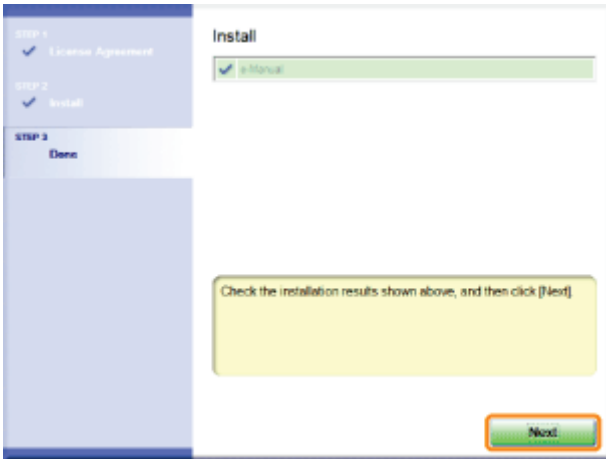 STEP 1
License Agreement
STEP 2
Install
STEP 3
Done
Install
e-Manual
Check the installation results shown above, and then click [Next].
Next